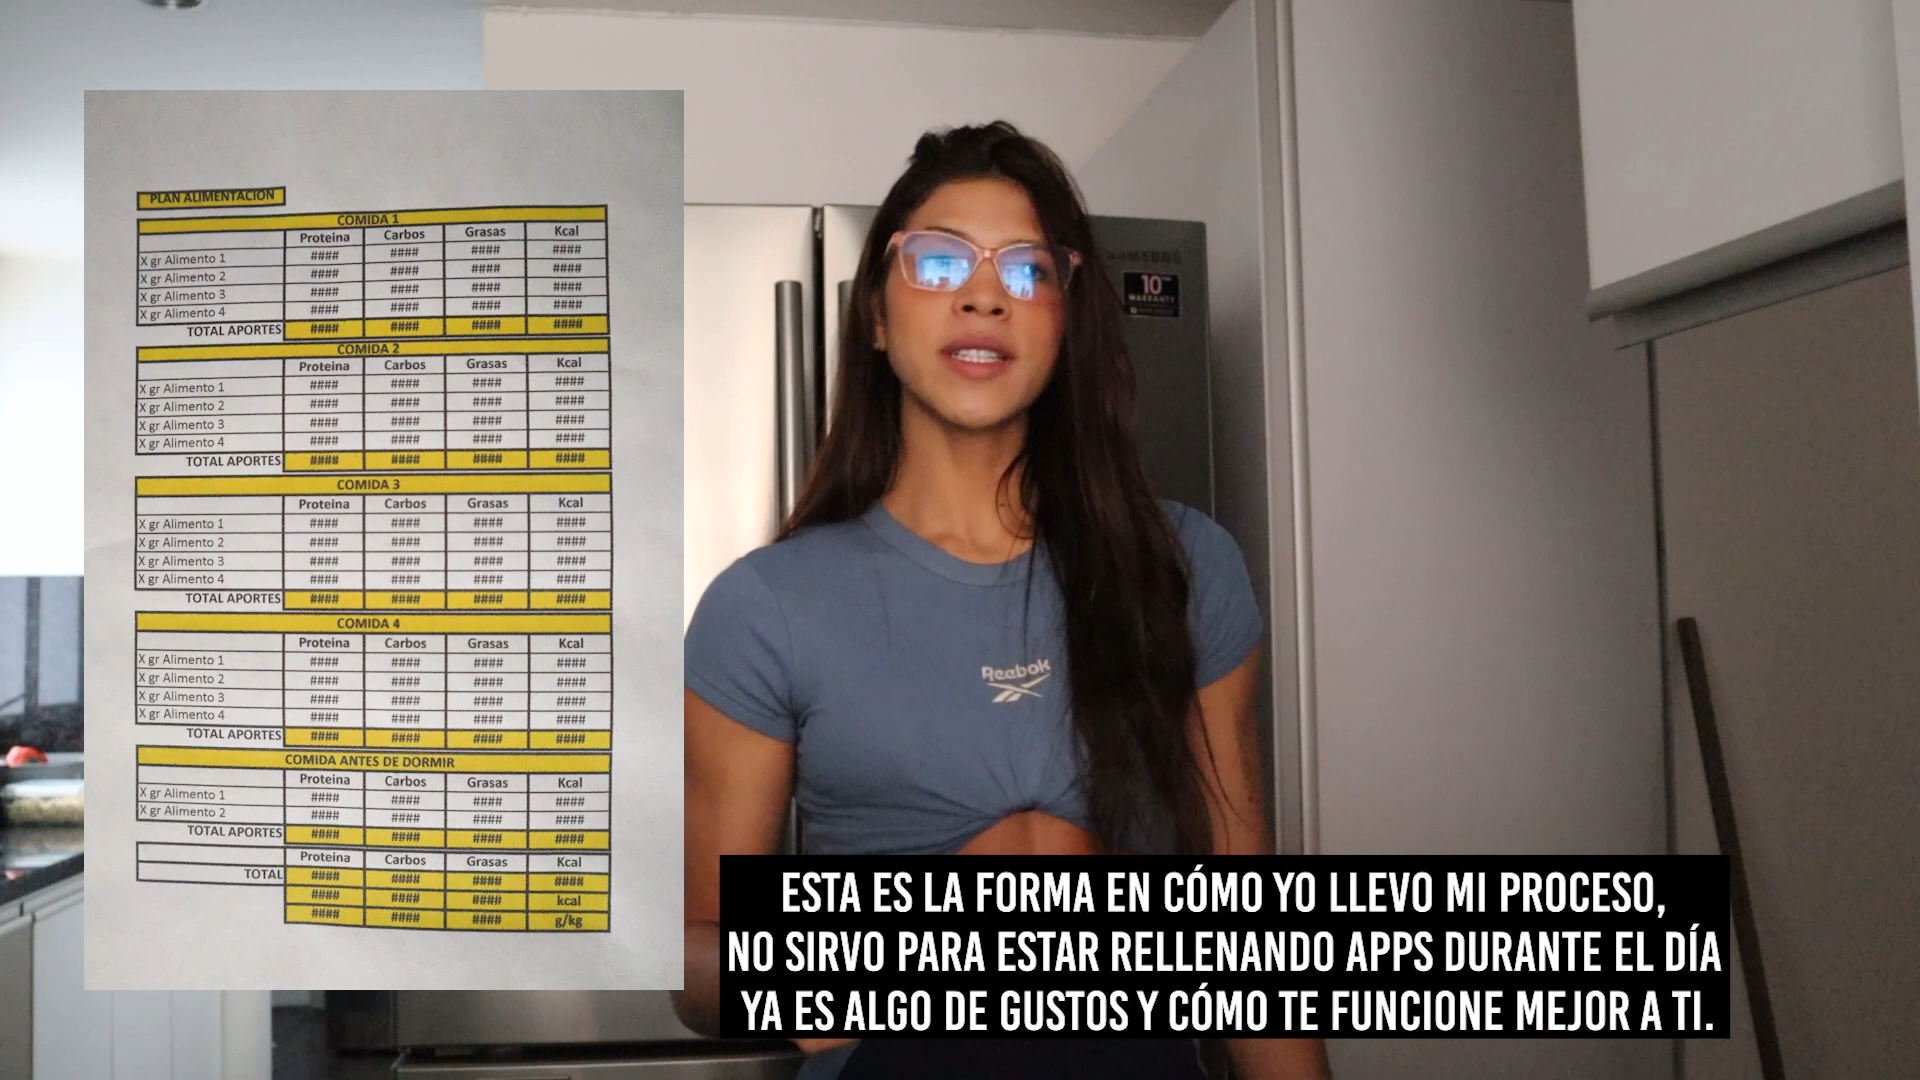 PLAN ALIMENTACION
COMIDA 1
Proteina Carbos Grasas Kcal
X gr Alimento 1 #### #### #### ####
X gr Alimento 2 #### #### #### ####
X gr Alimento 3 #### #### #### ####
X gr Alimento 4 #### #### #### ####
TOTAL APORTES #### #### #### ####
COMIDA 2
Proteina Carbos Grasas Kcal
X gr Alimento 1 #### #### #### ####
X gr Alimento 2 #### #### #### ####
X gr Alimento 3 #### #### #### ####
X gr Alimento 4 #### #### #### ####
TOTAL APORTES #### #### #### ####
COMIDA 3
Proteina Carbos Grasas Kcal
X gr Alimento 1 #### #### #### ####
X gr Alimento 2 #### #### #### ####
X gr Alimento 3 #### #### #### ####
X gr Alimento 4 #### #### #### ####
TOTAL APORTES #### #### #### ####
COMIDA 4
Proteina Carbos Grasas Kcal
X gr Alimento 1 #### #### #### ####
X gr Alimento 2 #### #### #### ####
X gr Alimento 3 #### #### #### ####
X gr Alimento 4 #### #### #### ####
TOTAL APORTES #### #### #### ####
COMIDA ANTES DE DORMIR
Proteina Carbos Grasas Kcal
X gr Alimento 1 #### #### #### ####
X gr Alimento 2 #### #### #### ####
TOTAL APORTES #### #### #### ####
Proteina Carbos Grasas Kcal
TOTAL #### #### #### ####
#### #### #### kcal
#### #### #### g/kg
SAMSUNG
10
WARRANTY
Reebok
ESTA ES LA FORMA EN CÓMO YO LLEVO MI PROCESO,
NO SIRVO PARA ESTAR RELLENANDO APPS DURANTE EL DÍA
YA ES ALGO DE GUSTOS Y CÓMO TE FUNCIONE MEJOR A TI.